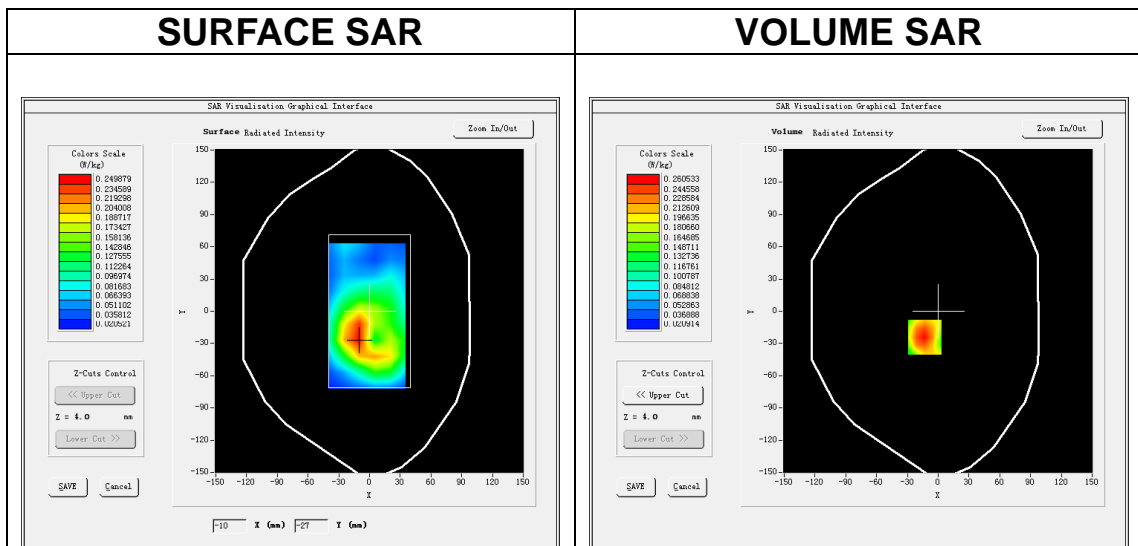 SURFACE SAR
VOLUME SAR
SAR Visualisation Graphical Interface
Surface Radiated Intensity
Zoom In/Out
Colors Scale
(W/kg)
0.249879
0.234589
0.219298
0.204008
0.188717
0.173427
0.158136
0.142846
0.127555
0.112264
0.096974
0.081683
0.066393
0.051102
0.035812
0.020521
150
120
90
60
30
0
-30
-60
-90
-120
-150
Y
-150 -120 -90 -60 -30 0 30 60 90 120 150
X
Z-Cuts Control
<< Upper Cut
Z = 4.0 mm
Lower Cut >>
SAVE Cancel
-10 X (mm) -27 Y (mm)
SAR Visualisation Graphical Interface
Volume Radiated Intensity
Zoom In/Out
Colors Scale
(W/kg)
0.260533
0.244558
0.228584
0.212609
0.196635
0.180660
0.164685
0.148711
0.132736
0.116761
0.100787
0.084812
0.068838
0.052863
0.036888
0.020914
150
120
90
60
30
0
-30
-60
-90
-120
-150
Y
-150 -120 -90 -60 -30 0 30 60 90 120 150
X
Z-Cuts Control
<< Upper Cut
Z = 4.0 mm
Lower Cut >>
SAVE Cancel